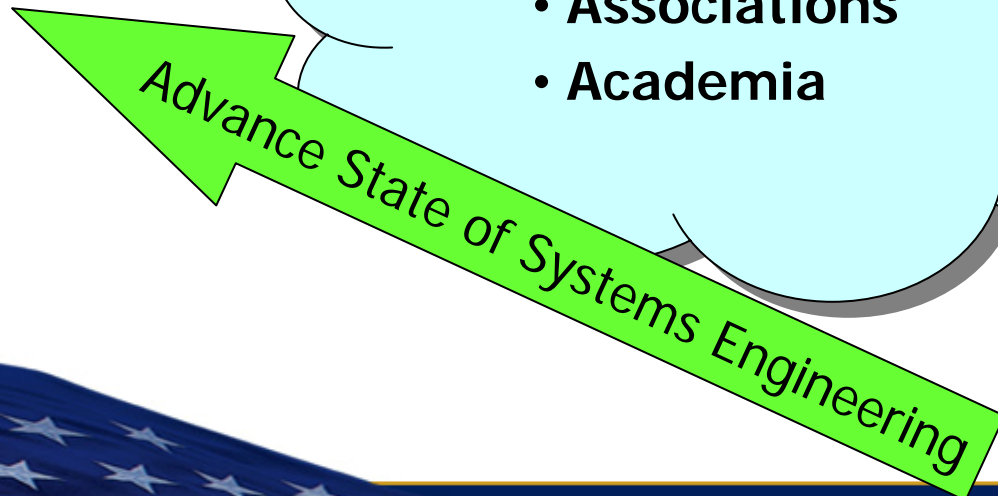 • Associations
• Academia
Advance State of Systems Engineering